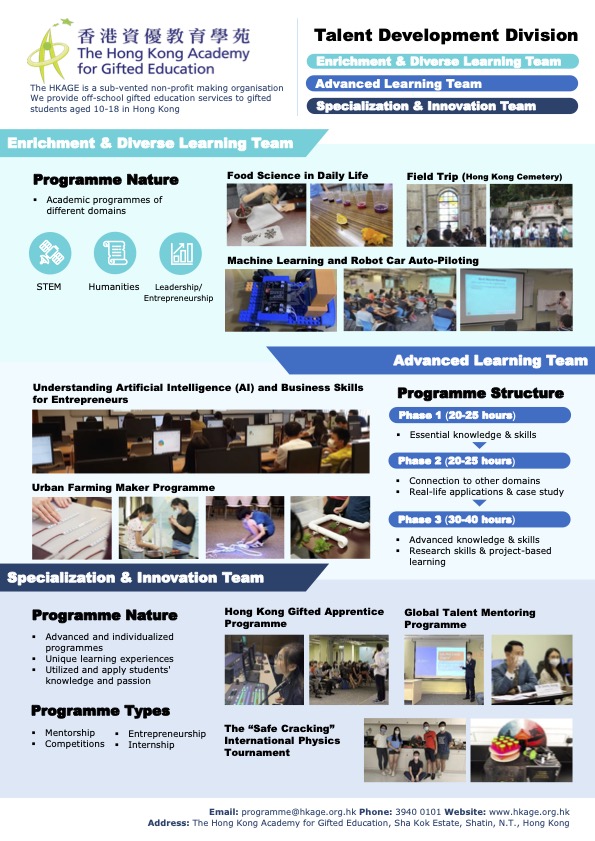 香港資優教育學苑
The Hong Kong Academy
for Gifted Education
The HKAGE is a sub-vented non-profit making organisation
We provide off-school gifted education services to gifted
students aged 10-18 in Hong Kong
Talent Development Division
Enrichment & Diverse Learning Team
Advanced Learning Team
Specialization & Innovation Team
Enrichment & Diverse Learning Team
Programme Nature
▪ Academic programmes of
different domains
STEM
Humanities
Leadership/
Entrepreneurship
Food Science in Daily Life
Field Trip (Hong Kong Cemetery)
Machine Learning and Robot Car Auto-Piloting
Advanced Learning Team
Understanding Artificial Intelligence (AI) and Business Skills
for Entrepreneurs
Urban Farming Maker Programme
Programme Structure
Phase 1 (20-25 hours)
▪ Essential knowledge & skills
Phase 2 (20-25 hours)
▪ Connection to other domains
▪ Real-life applications & case study
Phase 3 (30-40 hours)
▪ Advanced knowledge & skills
▪ Research skills & project-based
learning
Specialization & Innovation Team
Programme Nature
▪ Advanced and individualized
programmes
▪ Unique learning experiences
▪ Utilized and apply students'
knowledge and passion
Programme Types
▪ Mentorship
▪ Competitions
▪ Entrepreneurship
▪ Internship
Hong Kong Gifted Apprentice
Programme
Global Talent Mentoring
Programme
The “Safe Cracking”
International Physics
Tournament
Email: programme@hkage.org.hk Phone: 3940 0101 Website: www.hkage.org.hk
Address: The Hong Kong Academy for Gifted Education, Sha Kok Estate, Shatin, N.T., Hong Kong